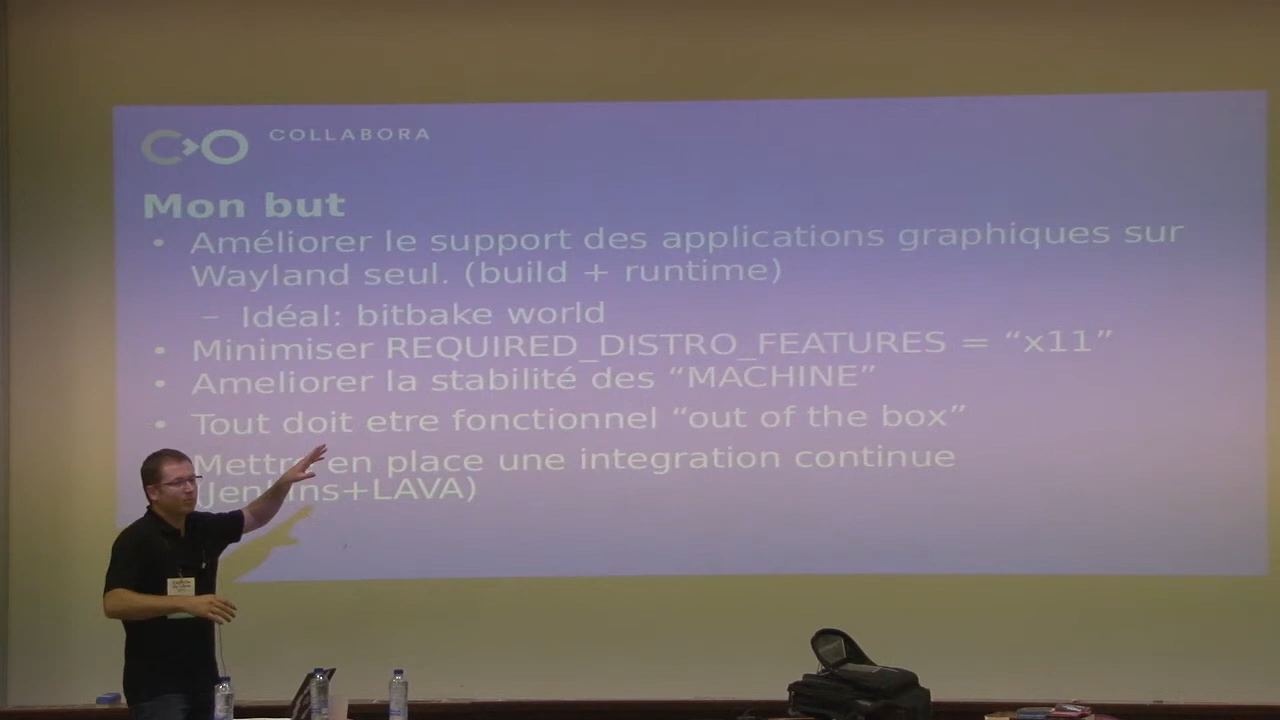 COLLABORA
Mon but
• Améliorer le support des applications graphiques sur
Wayland seul. (build + runtime)
– Idéal: bitbake world
• Minimiser REQUIRED_DISTRO_FEATURES = “x11”
• Ameliorer la stabilité des “MACHINE”
• Tout doit etre fonctionnel “out of the box”
Mettre en place une integration continue
(Jenkins+LAVA)